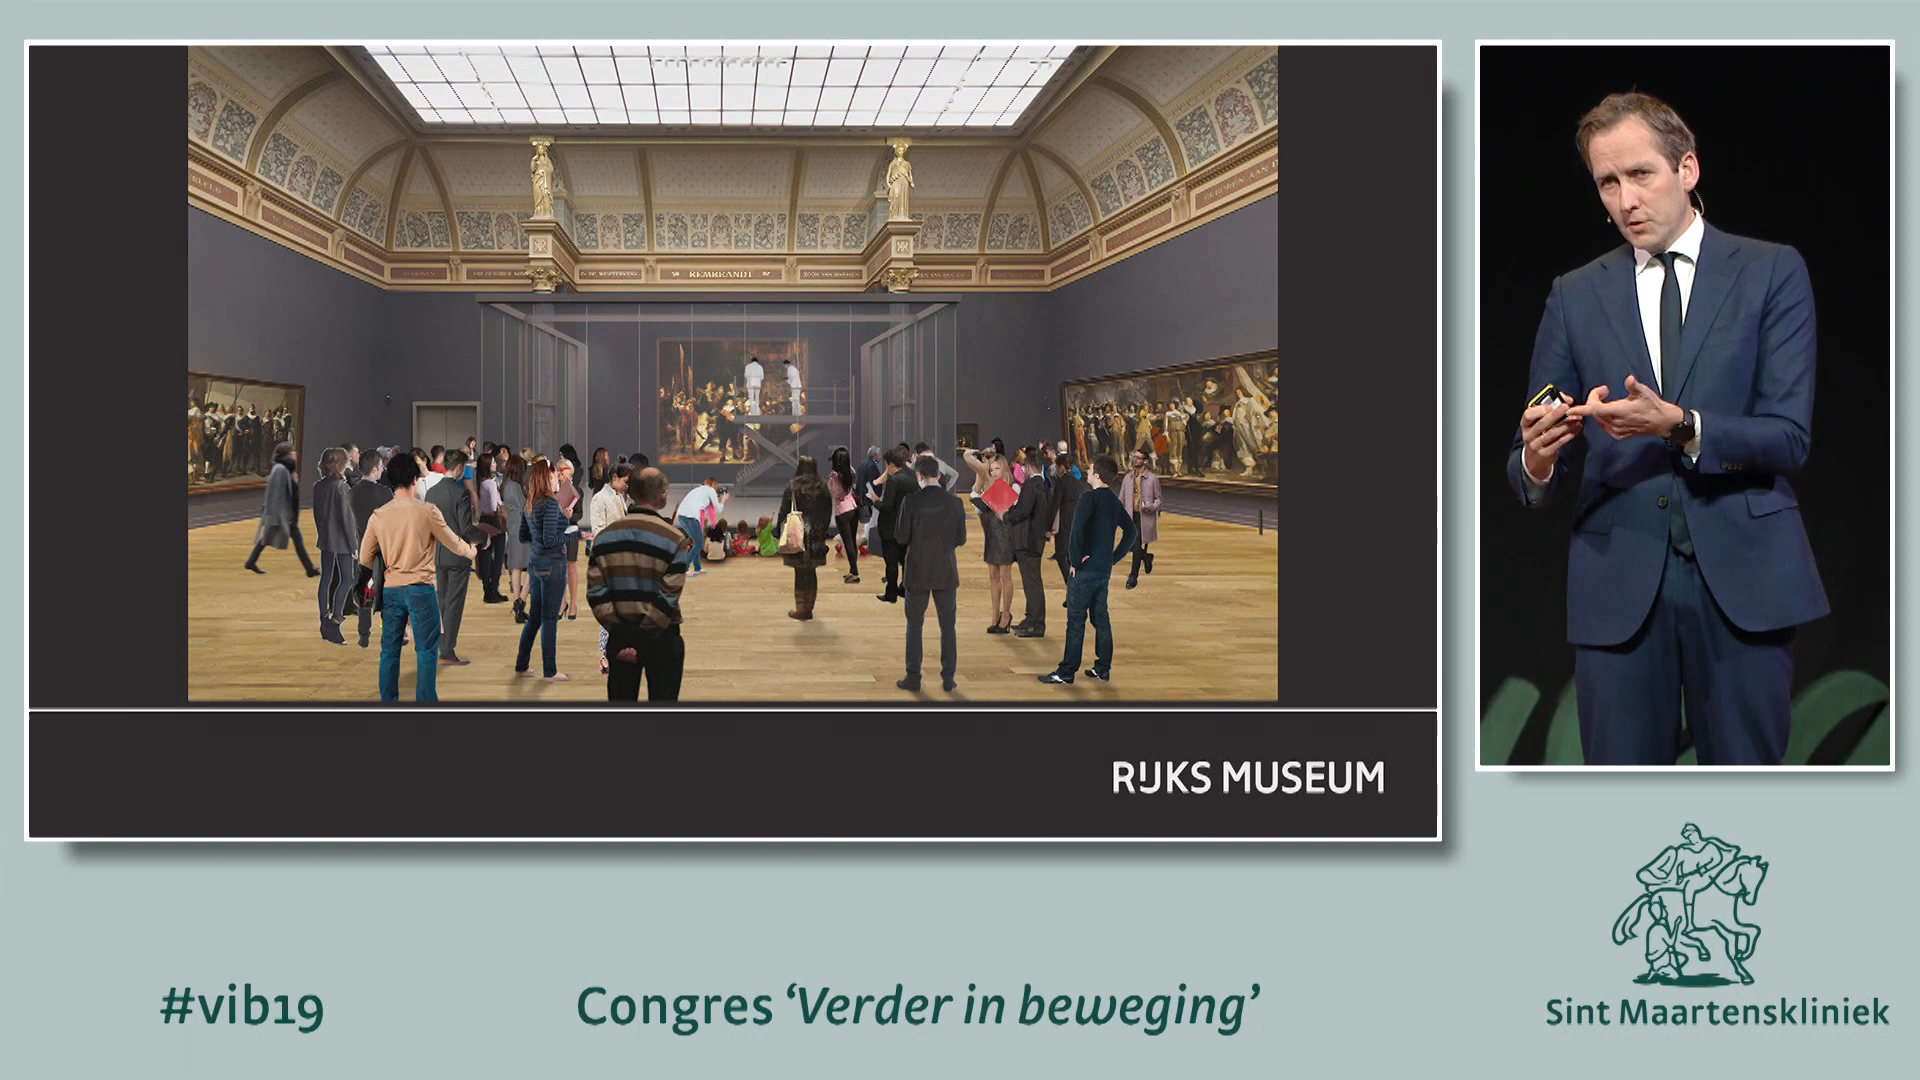 REMBRANDT
RIJKS MUSEUM
#vib19
Congres ‘Verder in beweging’
Sint Maartenskliniek